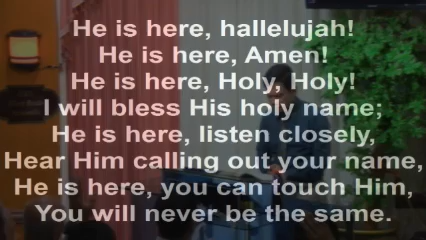 He is here, hallelujah!
He is here, Amen!
He is here, Holy, Holy!
I will bless His holy name;
He is here, listen closely,
Hear Him calling out your name,
He is here, you can touch Him,
You will never be the same.